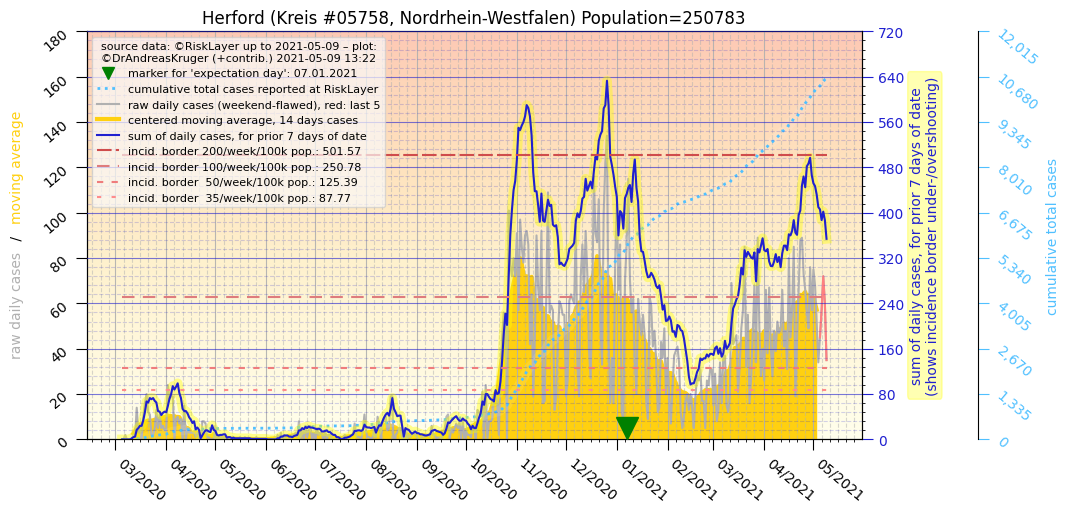 Herford (Kreis #05758, Nordrhein-Westfalen) Population=250783
source data: ©RiskLayer up to 2021-05-09 – plot:
©DrAndreasKruger (+contrib.) 2021-05-09 13:22
marker for 'expectation day': 07.01.2021
cumulative total cases reported at RiskLayer
raw daily cases (weekend-flawed), red: last 5
centered moving average, 14 days cases
sum of daily cases, for prior 7 days of date
incid. border 200/week/100k pop.: 501.57
incid. border 100/week/100k pop.: 250.78
incid. border  50/week/100k pop.: 125.39
incid. border  35/week/100k pop.: 87.77
raw daily cases  /  moving average
180
160
140
120
100
80
60
40
20
0
03/2020
04/2020
05/2020
06/2020
07/2020
08/2020
09/2020
10/2020
11/2020
12/2020
01/2021
02/2021
03/2021
04/2021
05/2021
720
640
560
480
400
320
240
160
80
0
sum of daily cases, for prior 7 days of date
(shows incidence border under-/overshooting)
12,015
10,680
9,345
8,010
6,675
5,340
4,005
2,670
1,335
0
cumulative total cases